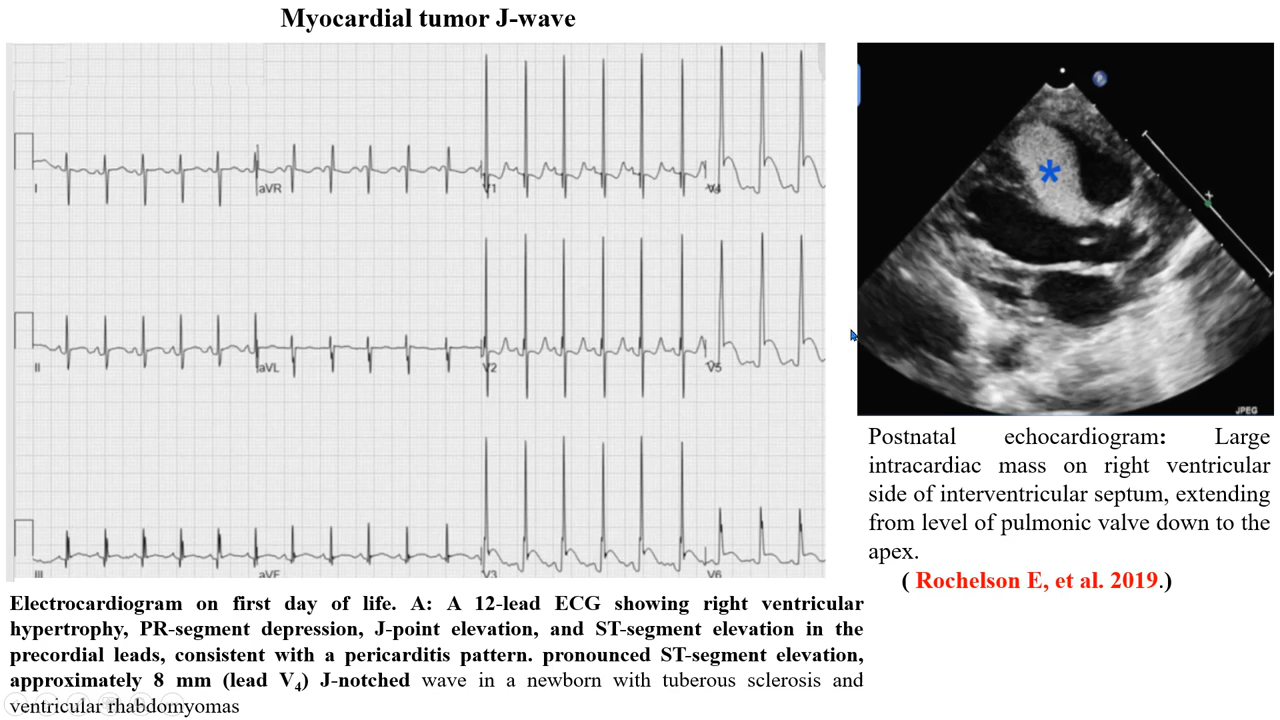 Myocardial tumor J-wave
I
aVR
V1
V4
II
aVL
V2
V5
III
aVF
V3
V6
JPEG
Electrocardiogram on first day of life. A: A 12-lead ECG showing right ventricular
hypertrophy, PR-segment depression, J-point elevation, and ST-segment elevation in the
precordial leads, consistent with a pericarditis pattern. pronounced ST-segment elevation,
approximately 8 mm (lead V4) J-notched wave in a newborn with tuberous sclerosis and
ventricular rhabdomyomas
Postnatal echocardiogram: Large
intracardiac mass on right ventricular
side of interventricular septum, extending
from level of pulmonic valve down to the
apex.
( Rochelson E, et al. 2019.)